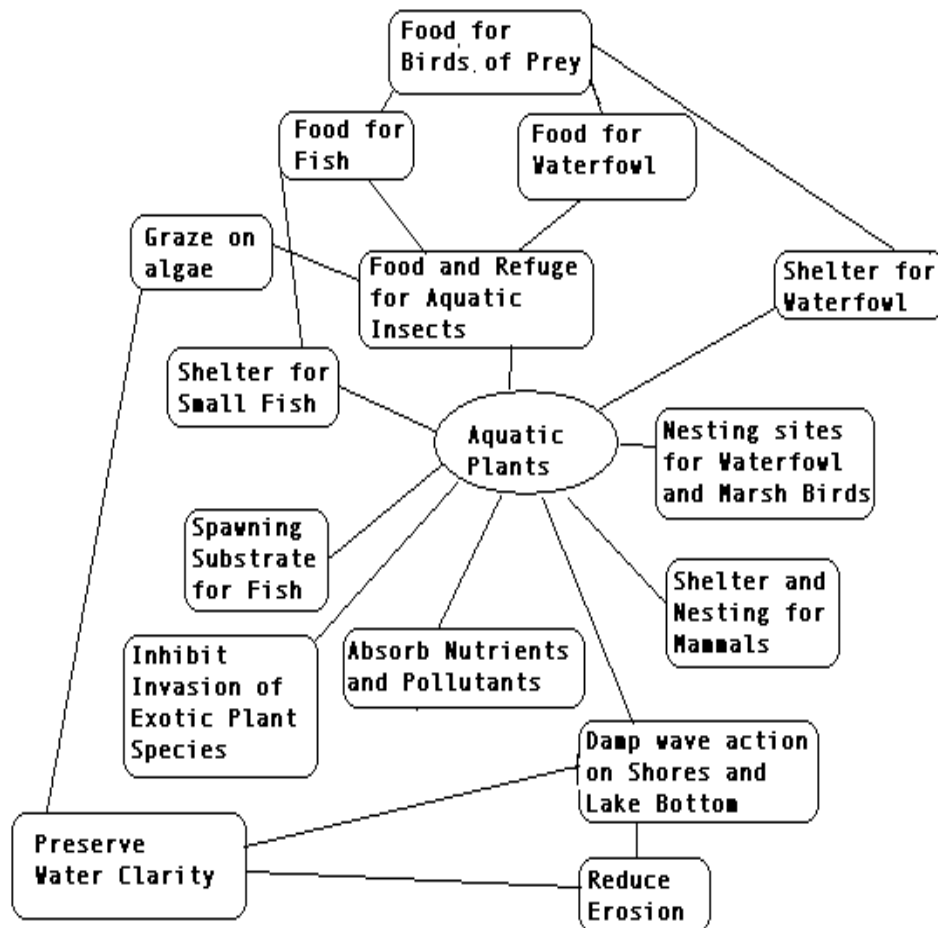 Food for
Birds of Prey
Food for
Fish
Food for
Waterfowl
Graze on
algae
Food and Refuge
for Aquatic
Insects
Shelter for
Waterfowl
Shelter for
Small Fish
Aquatic
Plants
Nesting sites
for Waterfowl
and Marsh Birds
Spawning
Substrate
for Fish
Shelter and
Nesting for
Mammals
Inhibit
Invasion of
Exotic Plant
Species
Absorb Nutrients
and Pollutants
Damp wave action
on Shores and
Lake Bottom
Preserve
Water Clarity
Reduce
Erosion